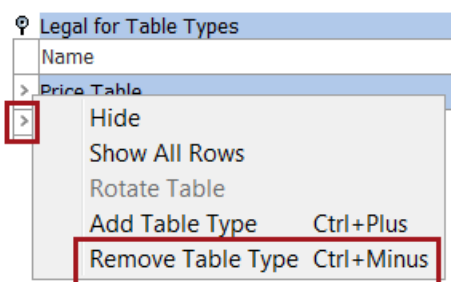 Legal for Table Types
Name
Price Table
Hide
Show All Rows
Rotate Table
Add Table Type Ctrl+Plus
Remove Table Type Ctrl+Minus